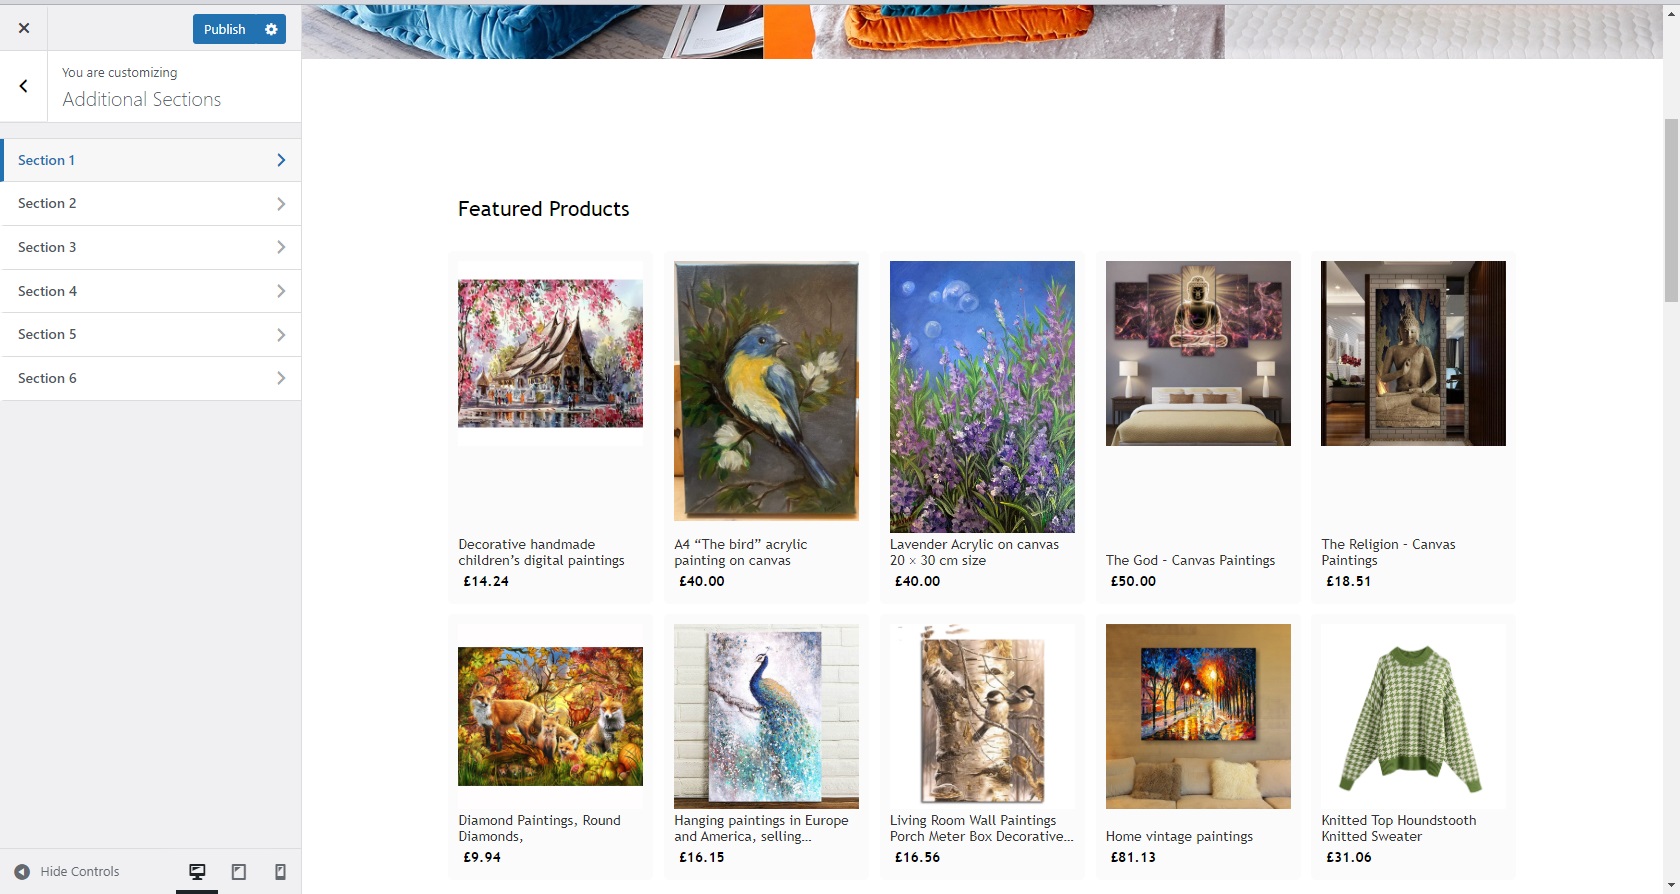 Publish
You are customizing
Additional Sections
Section 1
Section 2
Section 3
Section 4
Section 5
Section 6
Hide Controls
Featured Products
Decorative handmade
children’s digital paintings
£14.24
A4 “The bird” acrylic
painting on canvas
£40.00
Lavender Acrylic on canvas
20 × 30 cm size
£40.00
The God - Canvas Paintings
£50.00
The Religion - Canvas
Paintings
£18.51
Diamond Paintings, Round
Diamonds,
£9.94
Hanging paintings in Europe
and America, selling...
£16.15
Living Room Wall Paintings
Porch Meter Box Decorative...
£16.56
Home vintage paintings
£81.13
Knitted Top Houndstooth
Knitted Sweater
£31.06